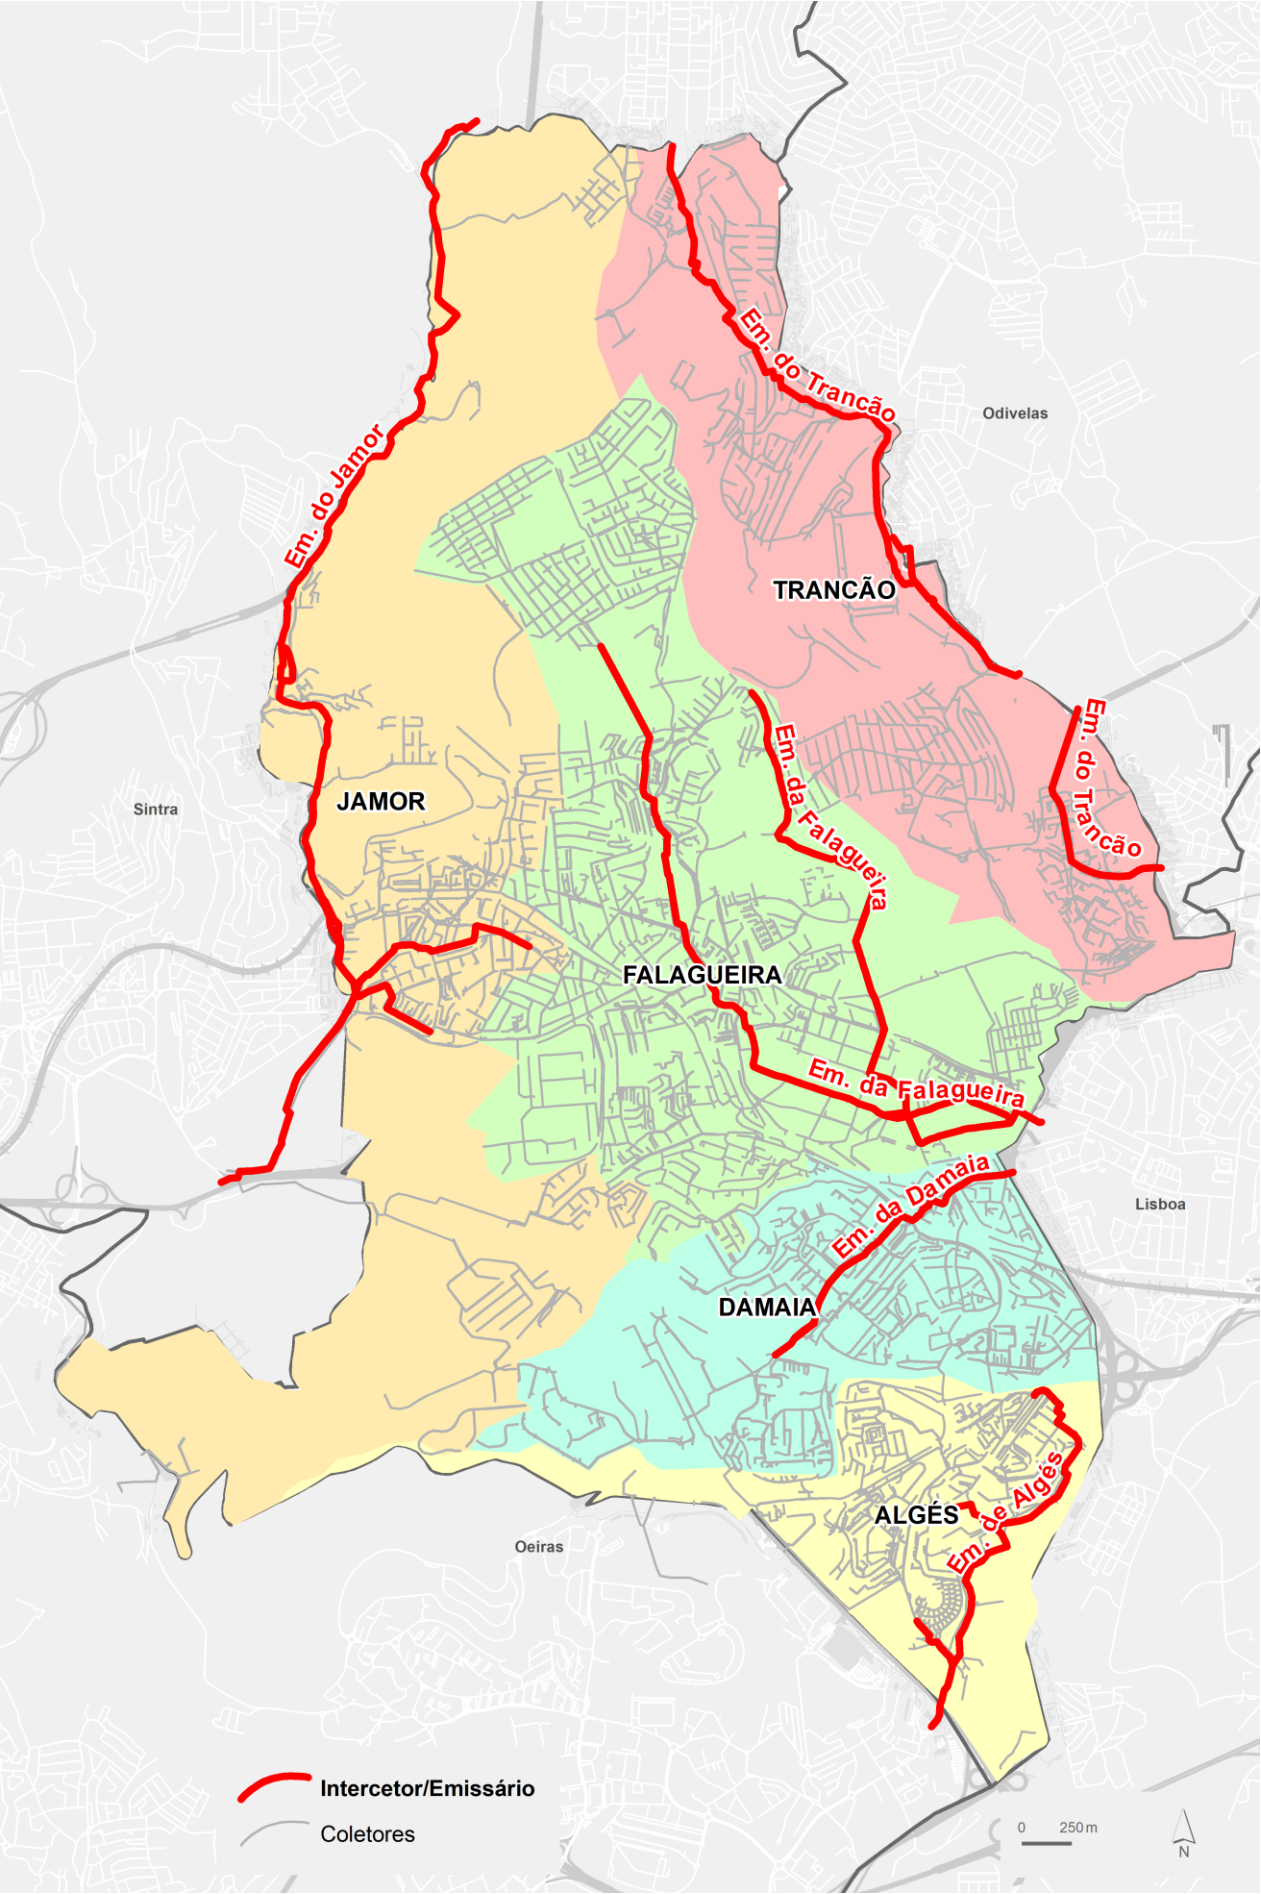 Em. do Trancão
Odivelas
Em. do Jamor
TRANCÃO
Em. do Trancão
Em. da Falagueira
Sintra
JAMOR
FALAGUEIRA
Em. da Falagueira
Em. da Damaia
Lisboa
DAMAIA
Em. de Algés
ALGÉS
Oeiras
Intercetor/Emissário
Coletores
0 250 m
N